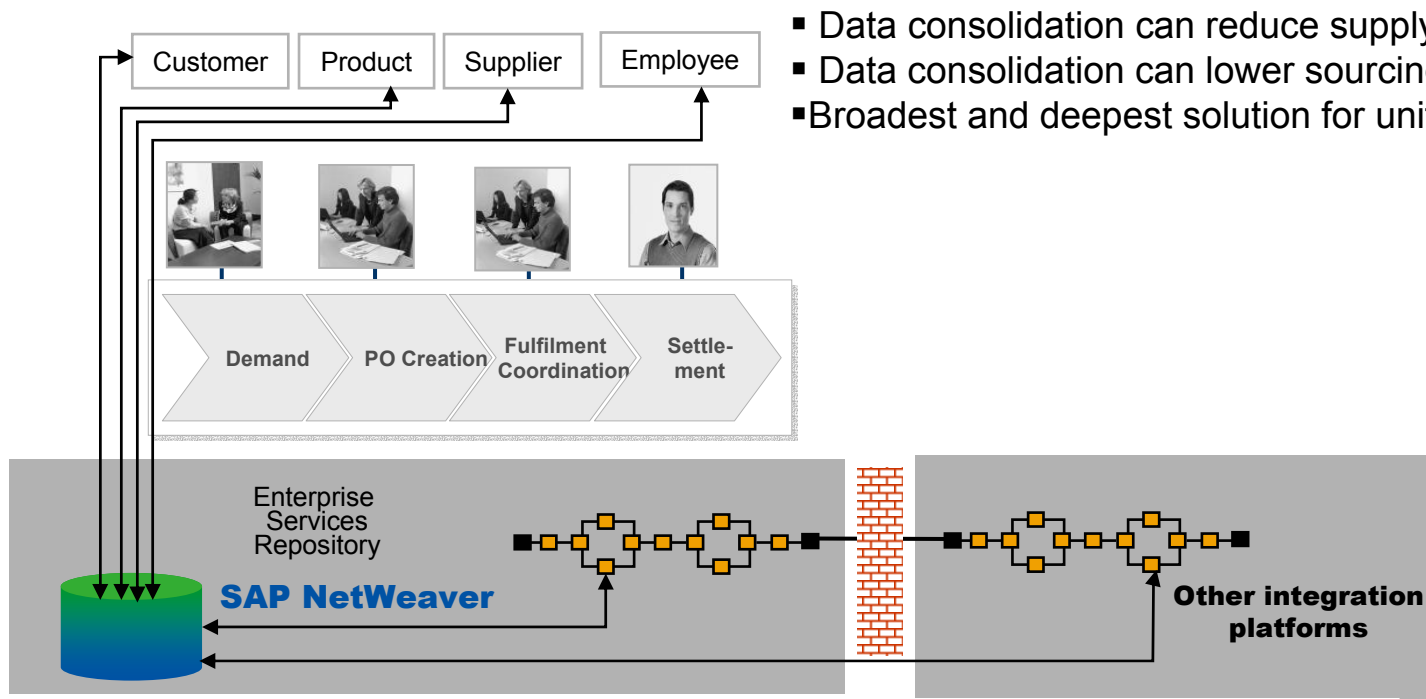 ▪ Data consolidation can reduce supply
▪ Data consolidation can lower sourcin
▪Broadest and deepest solution for uni
Customer
Product
Supplier
Employee
Demand
PO Creation
Fulfilment
Coordination
Settle-
ment
Enterprise
Services
Repository
SAP NetWeaver
Other integration
platforms